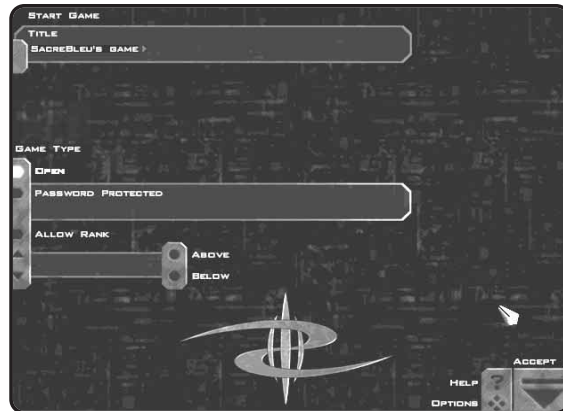 Start Game
Title
SacreBleu's game
Game Type
Open
Password Protected
Allow Rank
Above
Below
Accept
Help ?
Options